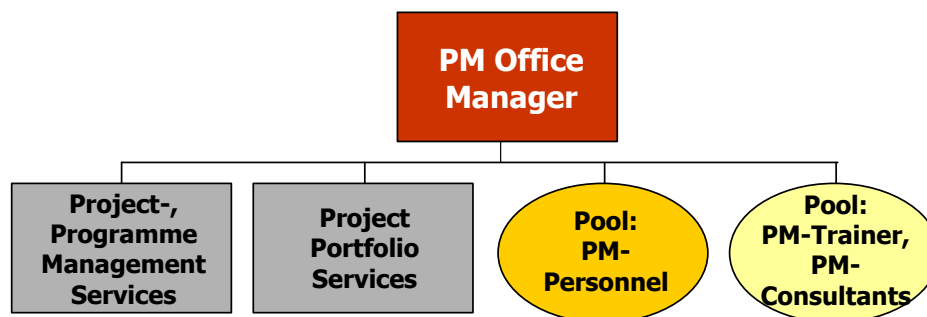 PM Office
Manager
Project-,
Programme
Management
Services
Project
Portfolio
Services
Pool:
PM-
Personnel
Pool:
PM-Trainer,
PM-
Consultants